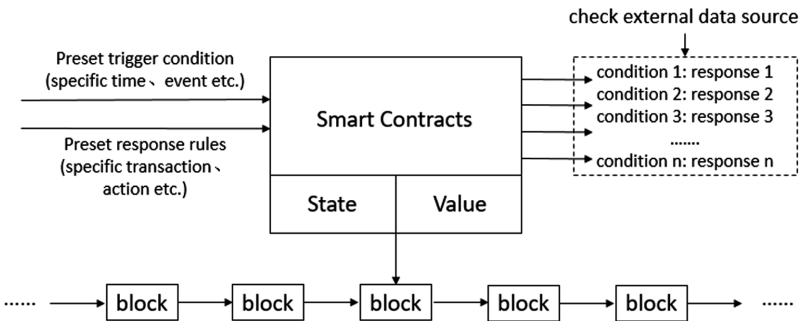 check external data source
Preset trigger condition
(specific time、event etc.)
Preset response rules
(specific transaction、
action etc.)
Smart Contracts
State
Value
condition 1: response 1
condition 2: response 2
condition 3: response 3
.......
condition n: response n
......
block
block
block
block
block
......